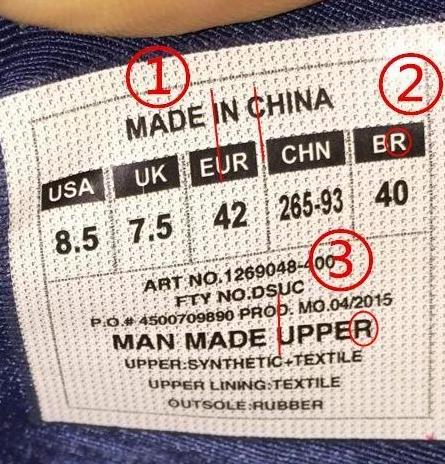 ① ②
MADE IN CHINA
USA UK EUR CHN BR
8.5 7.5 42 265-93 40
③
ART NO.1269048-400
FTY NO.DSUC
P.O.# 4500709890 PROD. MO.04/2015
MAN MADE UPPER
UPPER:SYNTHETIC+TEXTILE
UPPER LINING:TEXTILE
OUTSOLE:RUBBER